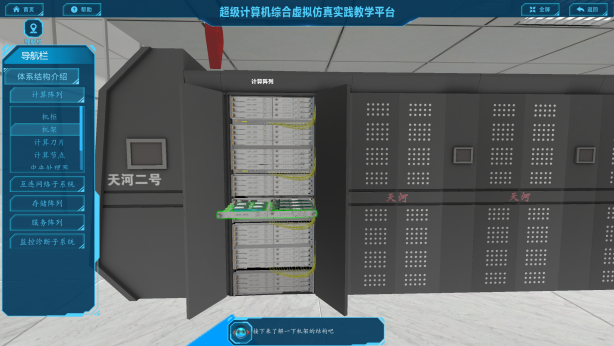 首页
帮助
超级计算机综合虚拟仿真实践教学平台
全屏
返回
导航栏
体系结构介绍
计算阵列
机柜
机架
计算刀片
计算节点
中央处理器
互连网络子系统
存储阵列
服务阵列
监控诊断子系统
计算阵列
天河二号
天河
天河
接下来了解一下机架的结构吧